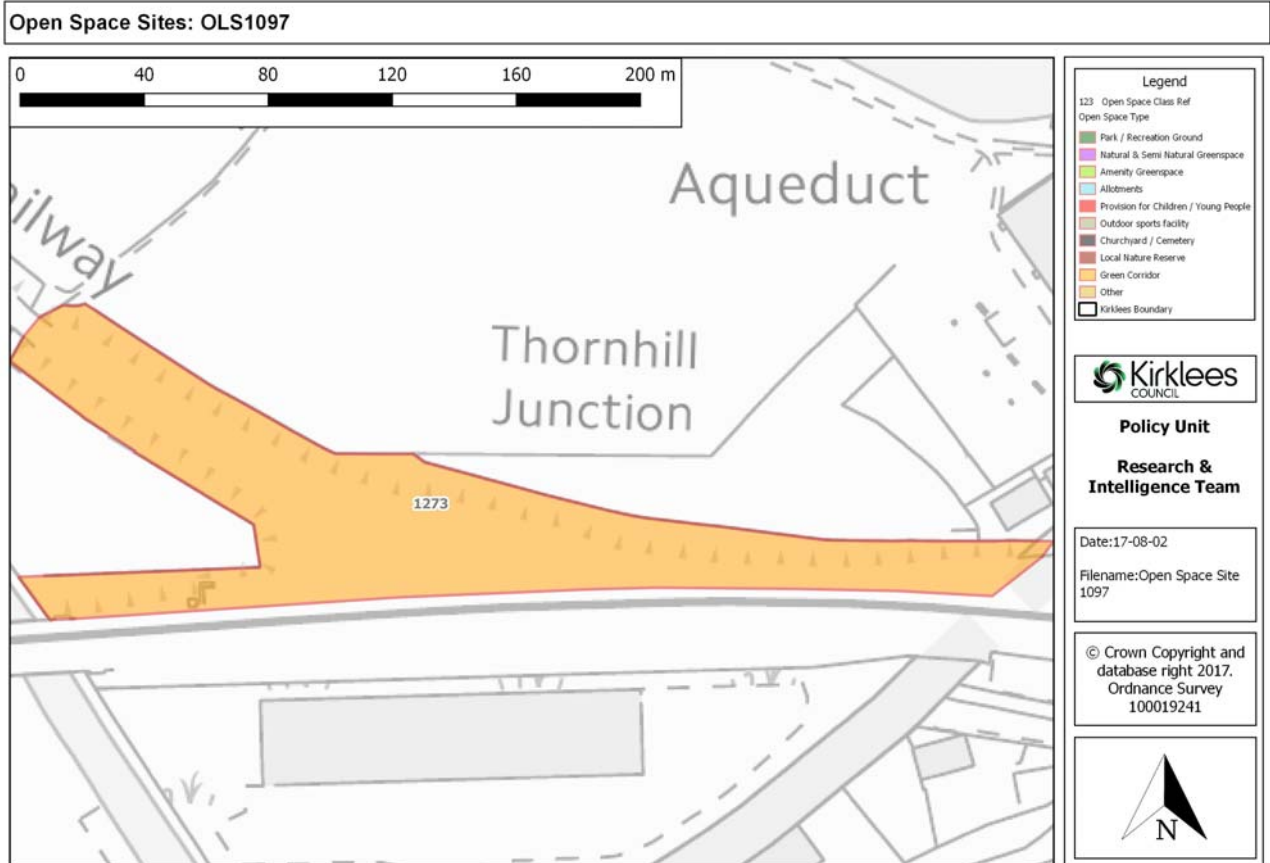 Open Space Sites: OLS1097
0 40 80 120 160 200 m
Aqueduct
Thornhill
Junction
1273
Legend
123 Open Space Class Ref
Open Space Type
Park / Recreation Ground
Natural & Semi Natural Greenspace
Amenity Greenspace
Allotments
Provision for Children / Young People
Outdoor sports facility
Churchyard / Cemetery
Local Nature Reserve
Green Corridor
Other
Kirklees Boundary
Kirklees
COUNCIL
Policy Unit
Research &
Intelligence Team
Date:17-08-02
Filename:Open Space Site
1097
© Crown Copyright and
database right 2017.
Ordnance Survey
100019241
N